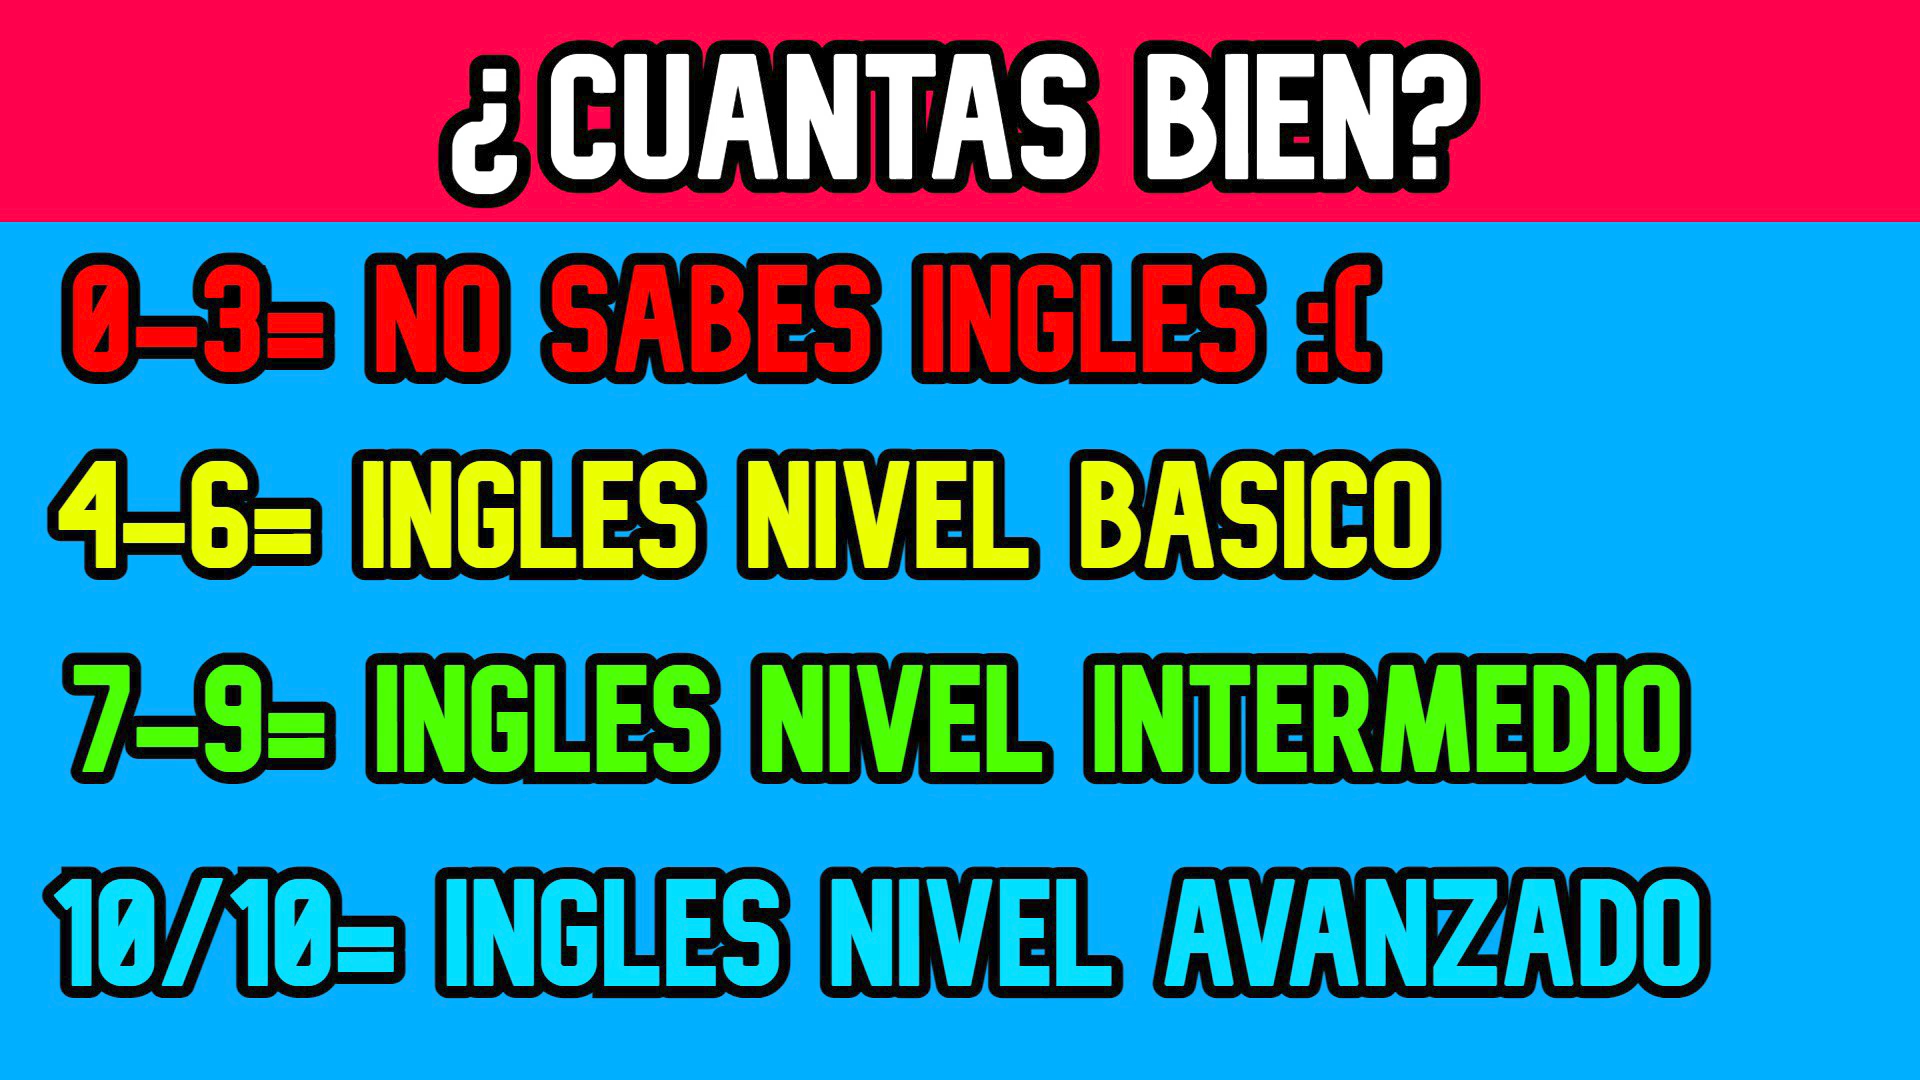 ¿CUANTAS BIEN?
0-3= NO SABES INGLES :(
4-6= INGLES NIVEL BASICO
7-9= INGLES NIVEL INTERMEDIO
10/10= INGLES NIVEL AVANZADO